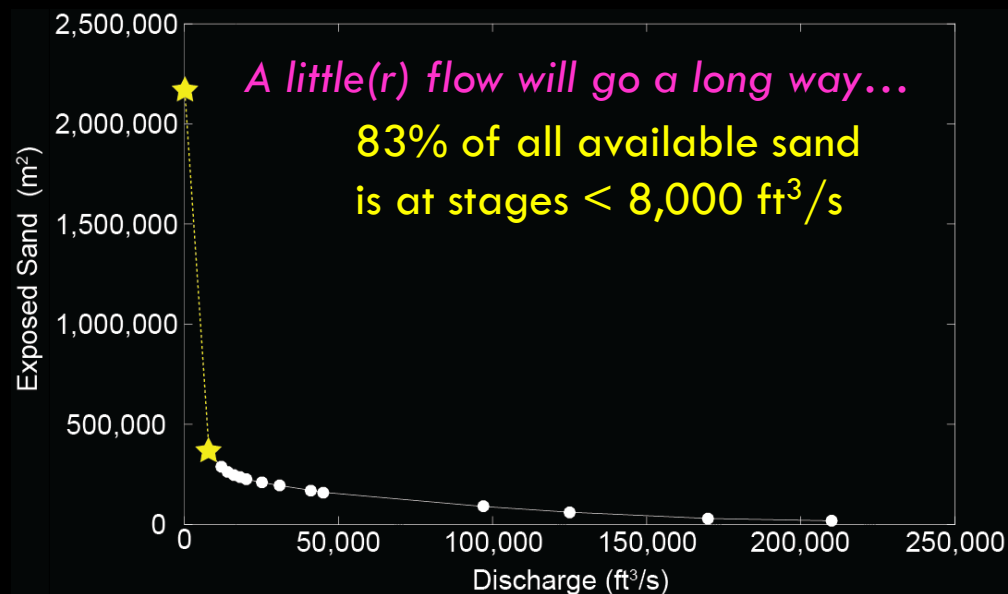 2,500,000
A little(r) flow will go a long way...
2,000,000
83% of all available sand
is at stages < 8,000 ft³/s
1,500,000
1,000,000
500,000
0
Exposed Sand (m²)
0 50,000 100,000 150,000 200,000 250,000
Discharge (ft³/s)